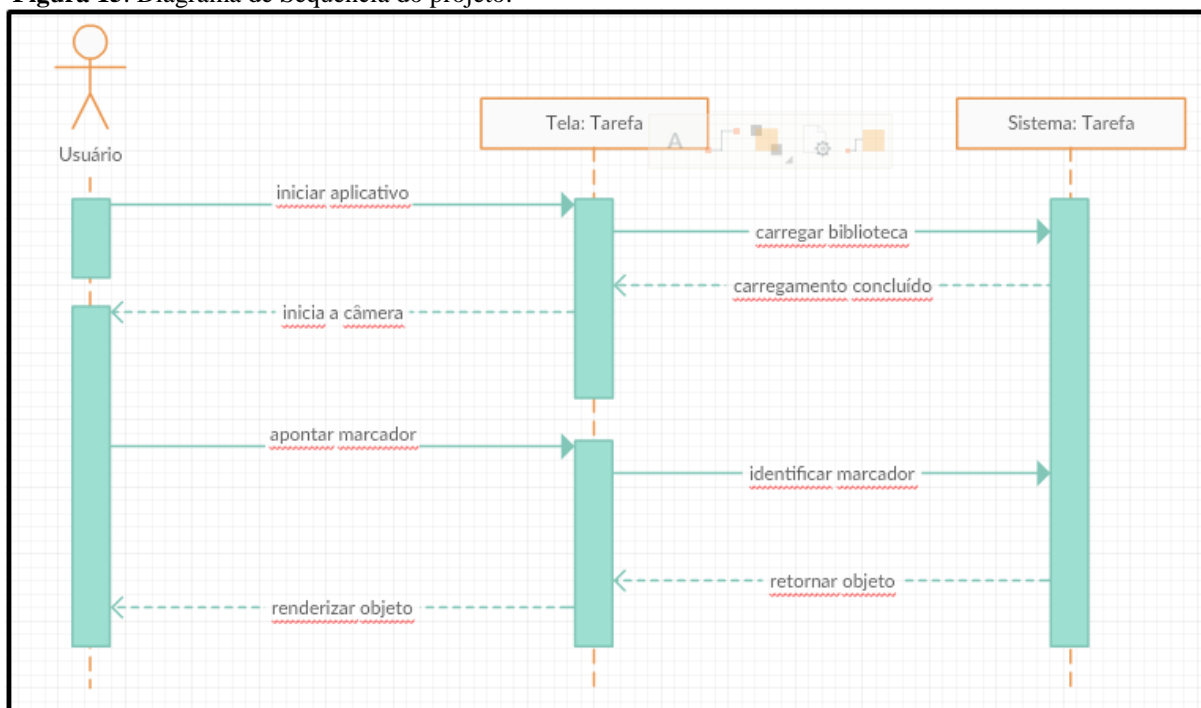 Figura 15: Diagrama de Sequência do projeto.
Usuário
Tela: Tarefa
Sistema: Tarefa
iniciar aplicativo
carregar biblioteca
carregamento concluído
inicia a câmera
apontar marcador
identificar marcador
retornar objeto
renderizar objeto